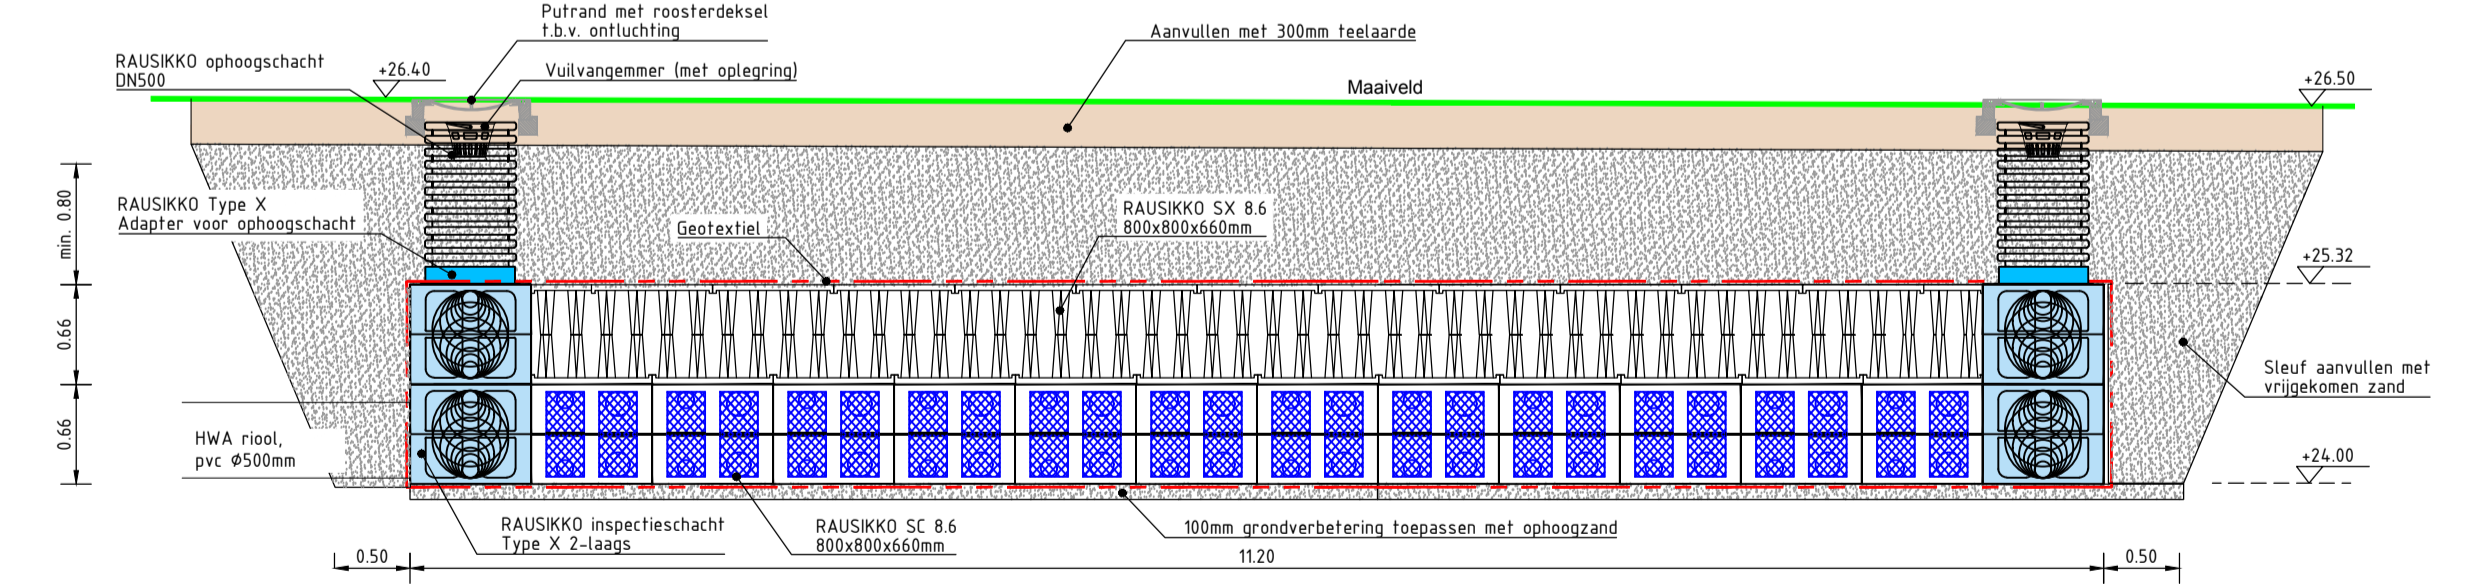 Putrand met roosterdeksel
t.b.v. ontluchting
Aanvullen met 300mm teelaarde
RAUSIKKO ophoogschacht
DN500
+26.40
Vuilvangemmer (met oplegring)
Maaiveld
+26.50
min. 0.80
RAUSIKKO Type X
Adapter voor ophoogschacht
Geotextiel
RAUSIKKO SX 8.6
800x800x660mm
+25.32
0.66
Sleuf aanvullen met
vrijgekomen zand
0.66
HWA riool,
pvc Ø500mm
+24.00
RAUSIKKO inspectieschacht
Type X 2-laags
RAUSIKKO SC 8.6
800x800x660mm
100mm grondverbetering toepassen met ophoogzand
0.50
11.20
0.50